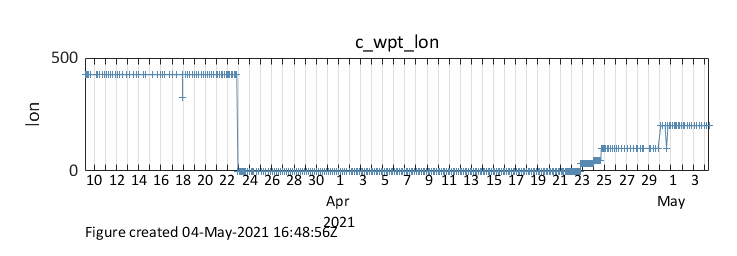 c_wpt_lon
500
lon
0
10 12 14 16 18 20 22 24 26 28 30 1 3 5 7 9 11 13 15 17 19 21 23 25 27 29 1 3
Apr May
2021
Figure created 04-May-2021 16:48:56Z